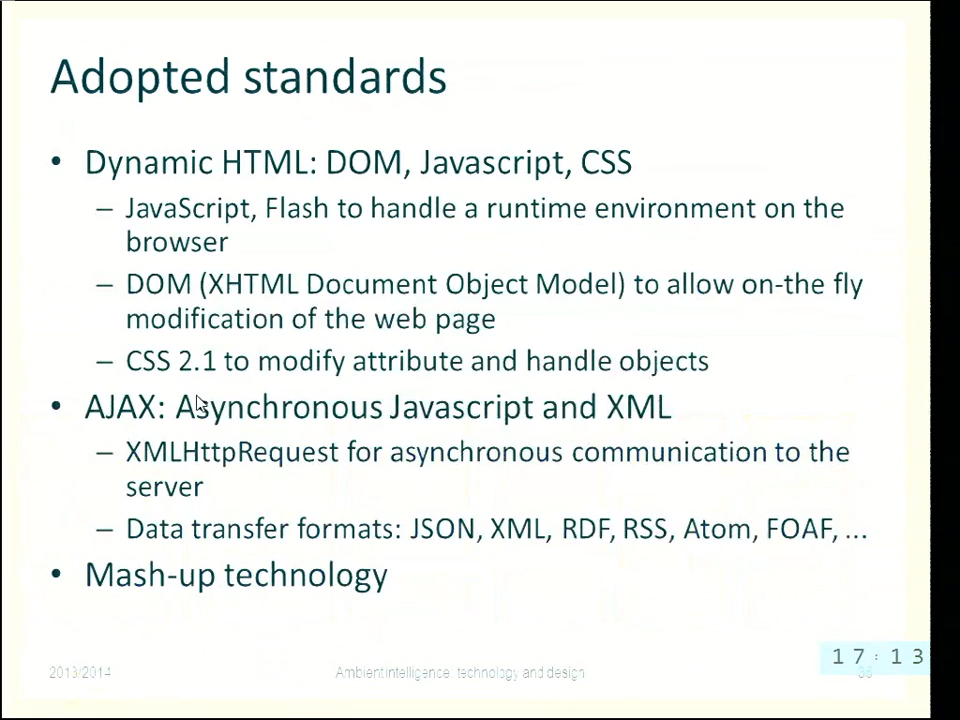 Adopted standards
• Dynamic HTML: DOM, Javascript, CSS
– JavaScript, Flash to handle a runtime environment on the
browser
– DOM (XHTML Document Object Model) to allow on-the fly
modification of the web page
– CSS 2.1 to modify attribute and handle objects
• AJAX: Asynchronous Javascript and XML
– XMLHttpRequest for asynchronous communication to the
server
– Data transfer formats: JSON, XML, RDF, RSS, Atom, FOAF, ...
• Mash-up technology
2013/2014
Ambient intelligence: technology and design
17:13